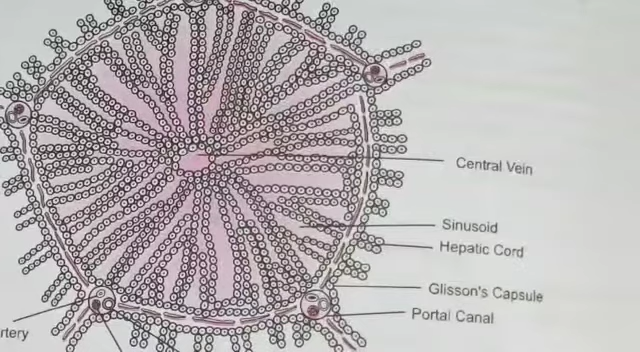 Central Vein
Sinusoid
Hepatic Cord
Glisson's Capsule
Portal Canal
rtery